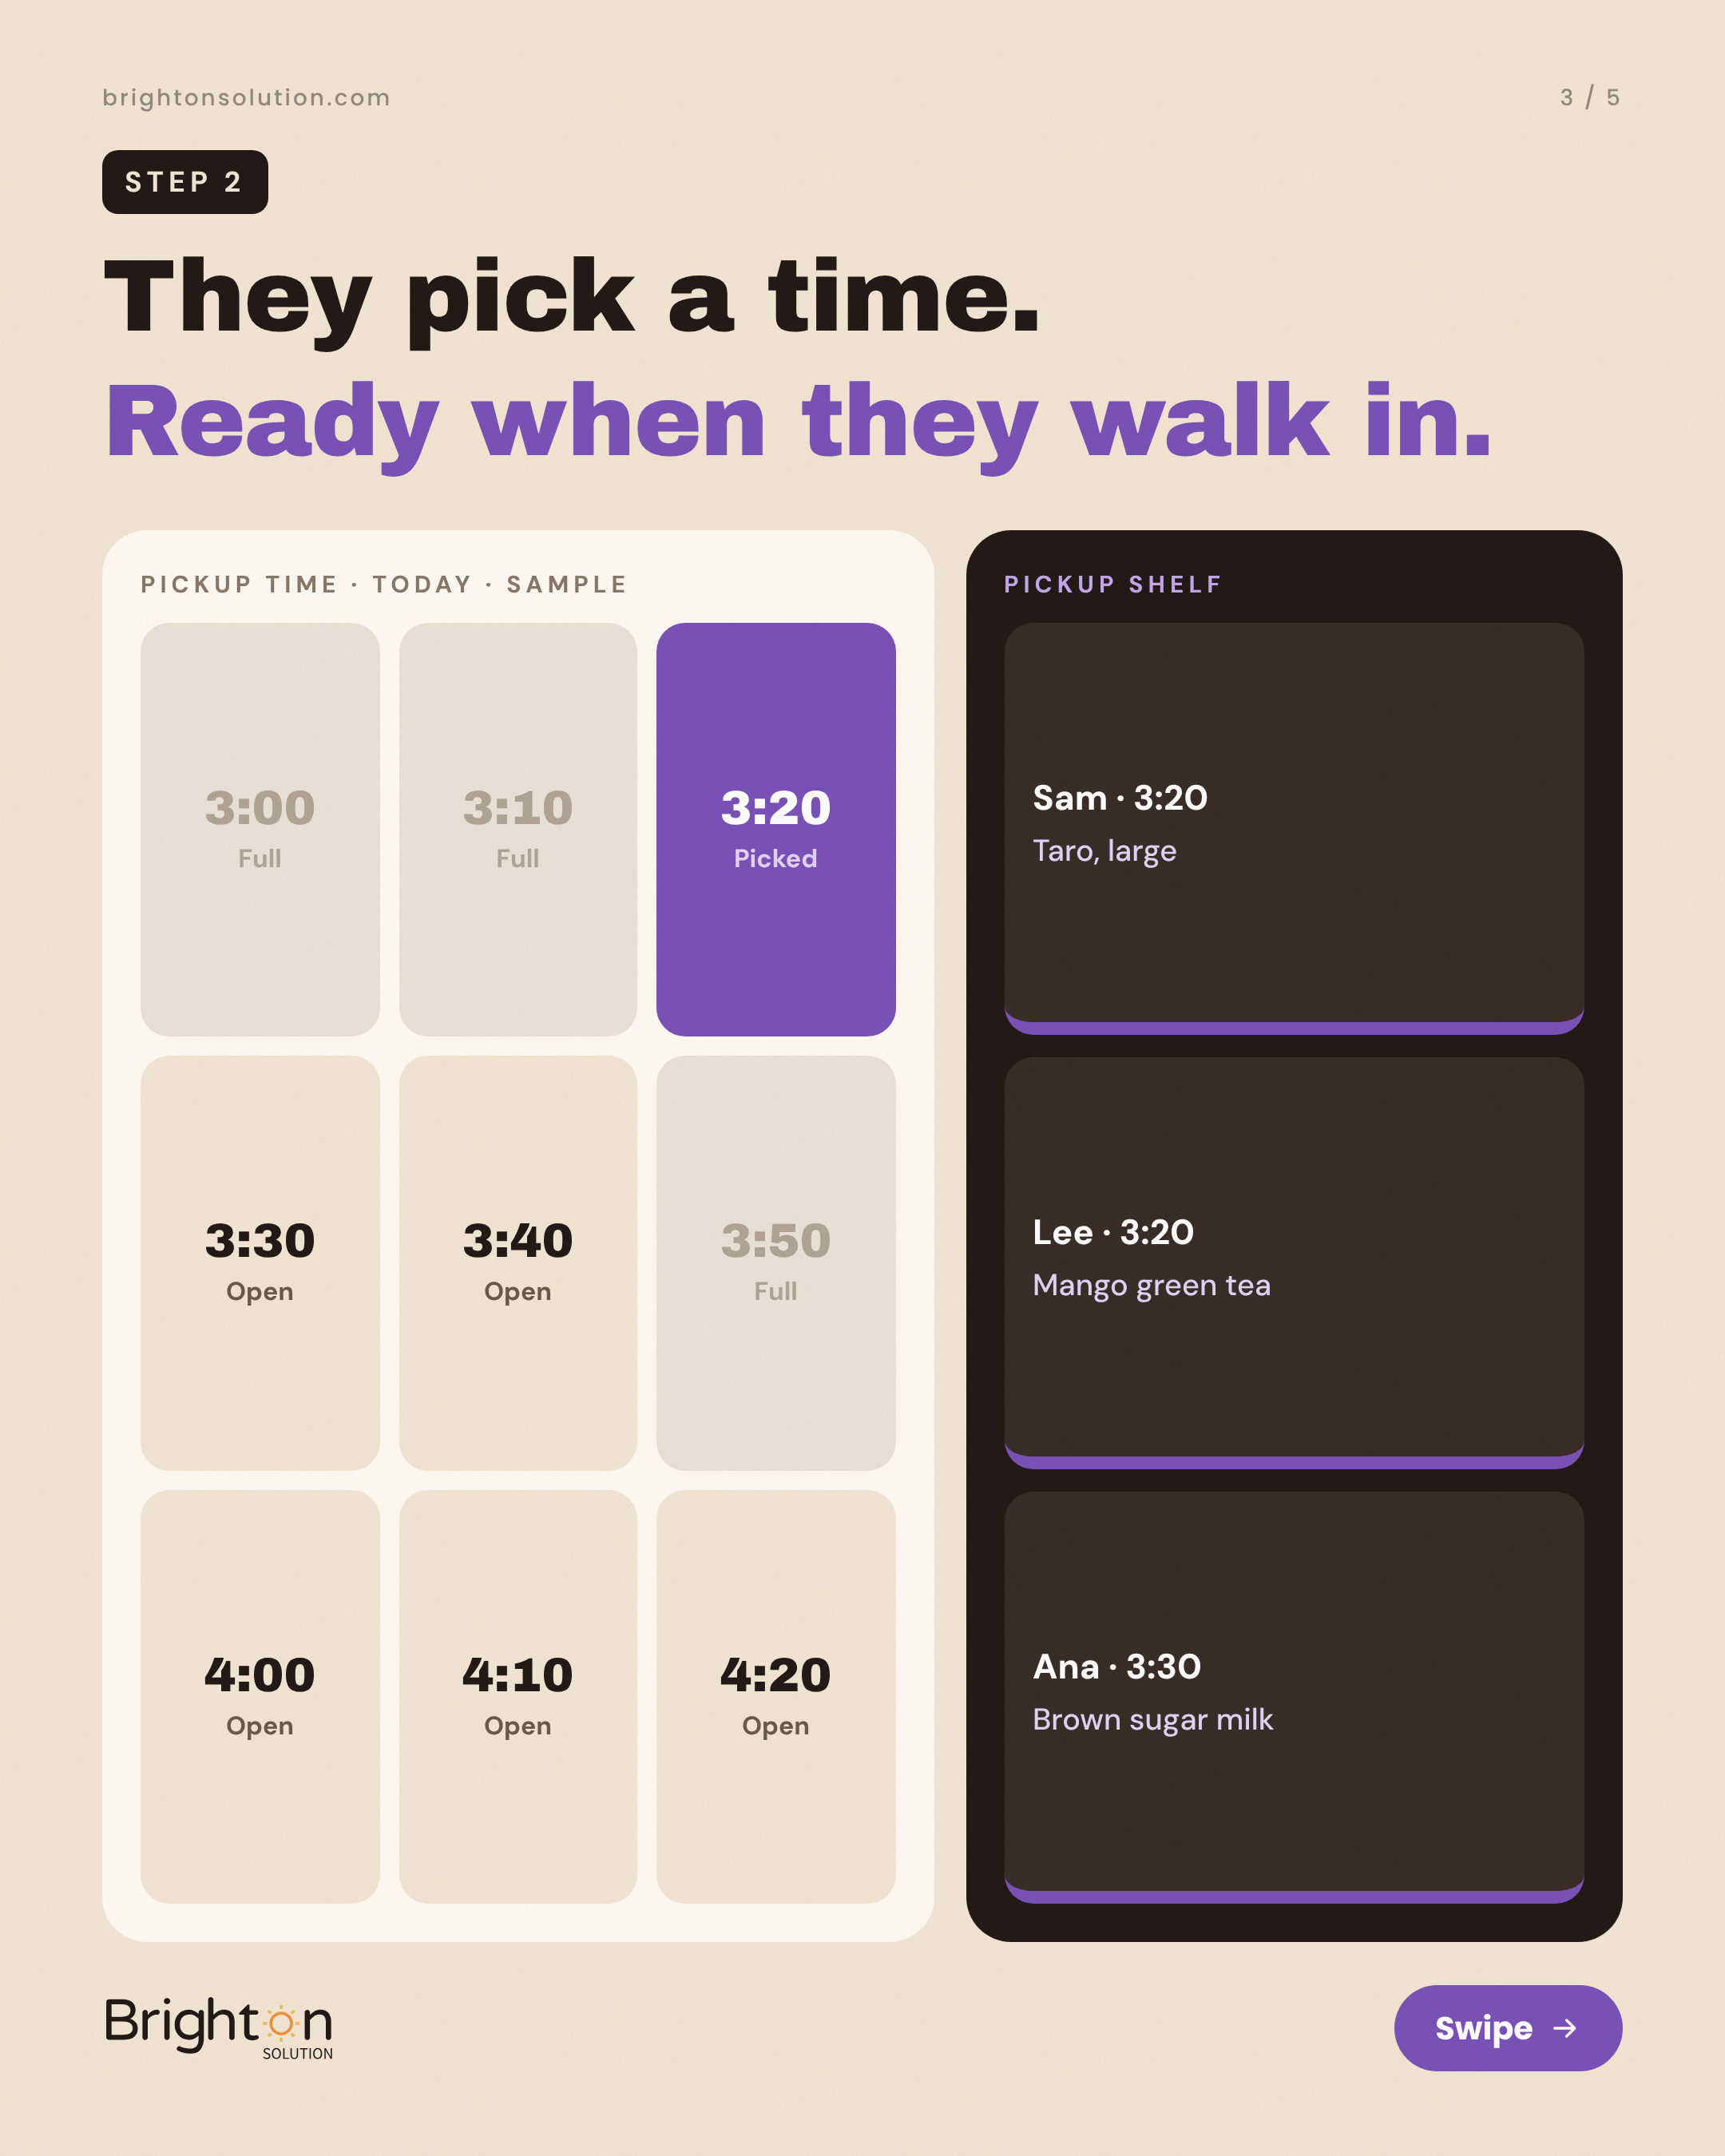 brightonsolution.com
3 / 5
STEP 2
They pick a time.
Ready when they walk in.
PICKUP TIME · TODAY · SAMPLE
3:00
Full
3:10
Full
3:20
Picked
3:30
Open
3:40
Open
3:50
Full
4:00
Open
4:10
Open
4:20
Open
PICKUP SHELF
Sam · 3:20
Taro, large
Lee · 3:20
Mango green tea
Ana · 3:30
Brown sugar milk
Brighton
SOLUTION
Swipe →